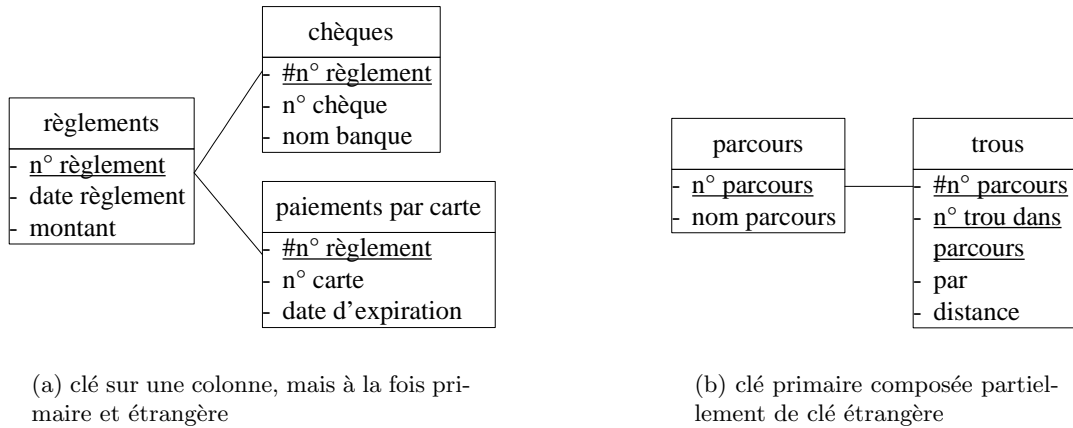 chèques
- #n° règlement
- n° chèque
- nom banque
règlements
- n° règlement
- date règlement
- montant
paiements par carte
- #n° règlement
- n° carte
- date d'expiration
(a) clé sur une colonne, mais à la fois pri-
maire et étrangère
parcours
- n° parcours
- nom parcours
trous
- #n° parcours
- n° trou dans
parcours
- par
- distance
(b) clé primaire composée partiel-
lement de clé étrangère